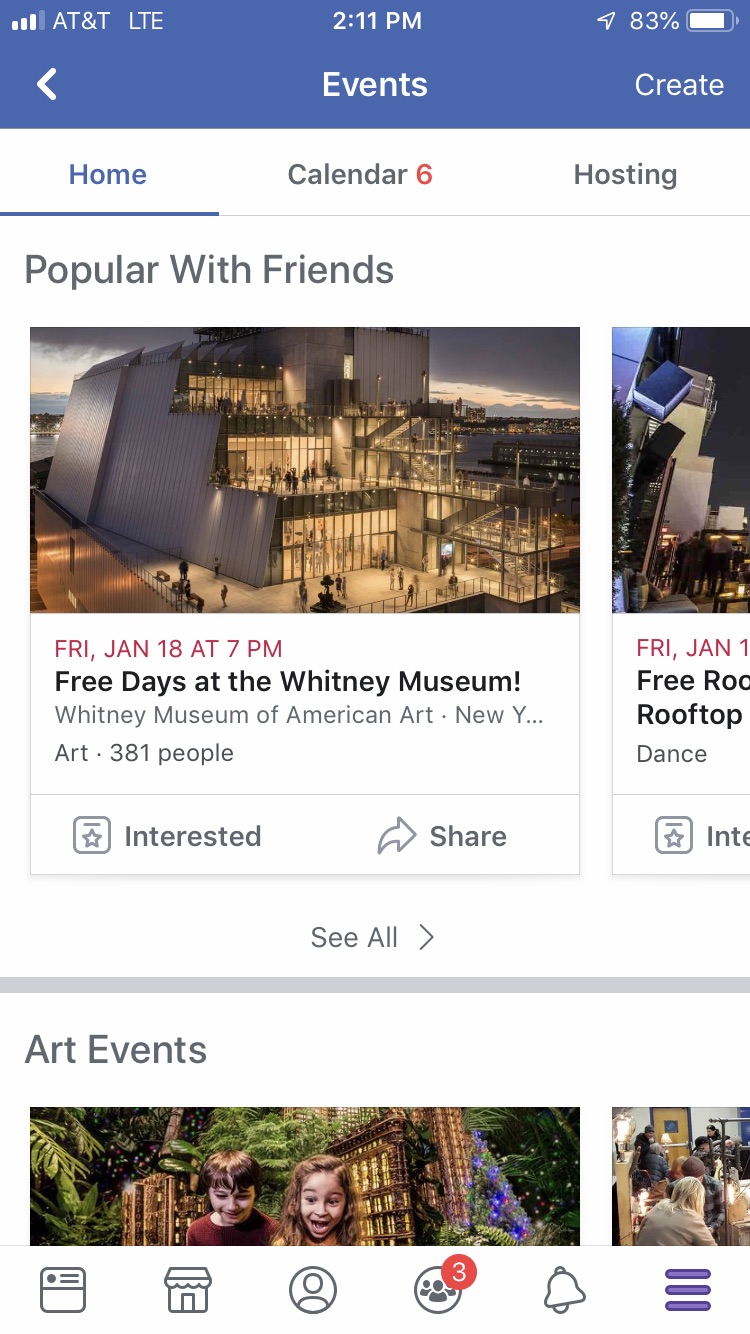 AT&T LTE 2:11 PM 83%
Events Create
Home Calendar 6 Hosting
Popular With Friends
FRI, JAN 18 AT 7 PM
Free Days at the Whitney Museum!
Whitney Museum of American Art · New Y...
Art · 381 people
Interested Share
FRI, JAN 1
Free Roo
Rooftop
Dance
Inte
See All
Art Events
3